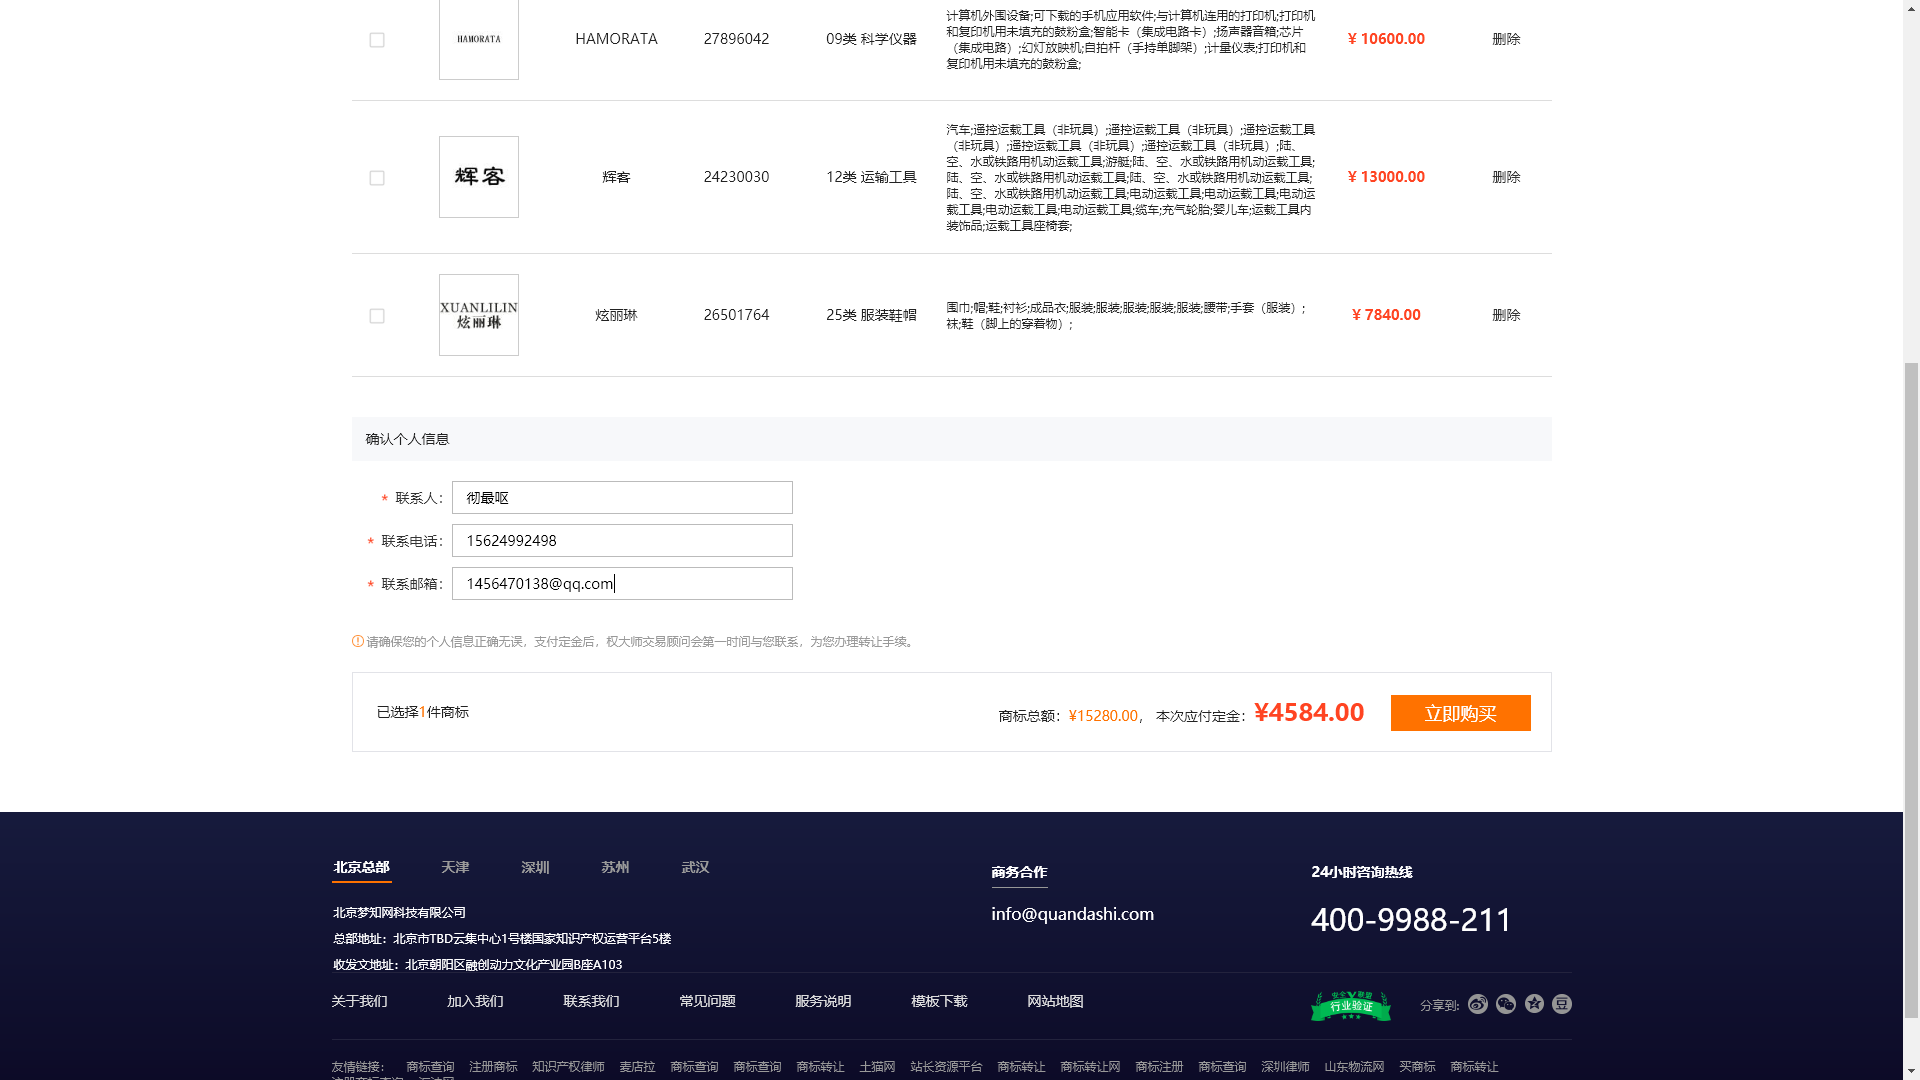 计算机外围设备;可下载的手机应用软件;与计算机连用的打印机;打印机
和复印机用未填充的鼓粉盒;智能卡（集成电路卡）;扬声器音箱;芯片
（集成电路）;幻灯放映机;自拍杆（手持单脚架）;计量仪表;打印机和
复印机用未填充的鼓粉盒;
HAMORATA HAMORATA 27896042 09类 科学仪器 ¥ 10600.00 删除
汽车;遥控运载工具（非玩具）;遥控运载工具（非玩具）;遥控运载工具
（非玩具）;遥控运载工具（非玩具）;遥控运载工具（非玩具）;陆、
空、水或铁路用机动运载工具;游艇;陆、空、水或铁路用机动运载工具;
陆、空、水或铁路用机动运载工具;陆、空、水或铁路用机动运载工具;
陆、空、水或铁路用机动运载工具;电动运载工具;电动运载工具;电动运
载工具;电动运载工具;电动运载工具;缆车;充气轮胎;婴儿车;运载工具内
装饰品;运载工具座椅套;
辉客 辉客 24230030 12类 运输工具 ¥ 13000.00 删除
XUANLILIN
炫丽琳
炫丽琳 26501764 25类 服装鞋帽 ¥ 7840.00 删除
围巾;帽;鞋;衬衫;成品衣;服装;服装;服装;服装;服装;腰带;手套（服装）;
袜;鞋（脚上的穿着物）;
确认个人信息
* 联系人： 彻最呕
* 联系电话： 15624992498
* 联系邮箱： 1456470138@qq.com
请确保您的个人信息正确无误，支付定金后，权大师交易顾问会第一时间与您联系，为您办理转让手续。
已选择1件商标 商标总额：¥15280.00， 本次应付定金：¥4584.00 立即购买
北京总部 天津 深圳 苏州 武汉
商务合作
24小时咨询热线
北京梦知网科技有限公司
info@quandashi.com
400-9988-211
总部地址：北京市TBD云集中心1号楼国家知识产权运营平台5楼
收发文地址：北京朝阳区融创动力文化产业园B座A103
关于我们 加入我们 联系我们 常见问题 服务说明 模板下载 网站地图
安全联盟
行业验证
分享到:
豆
友情链接： 商标查询 注册商标 知识产权律师 麦店拉 商标查询 商标查询 商标转让 土猫网 站长资源平台 商标转让 商标转让网 商标注册 商标查询 深圳律师 山东物流网 买商标 商标转让